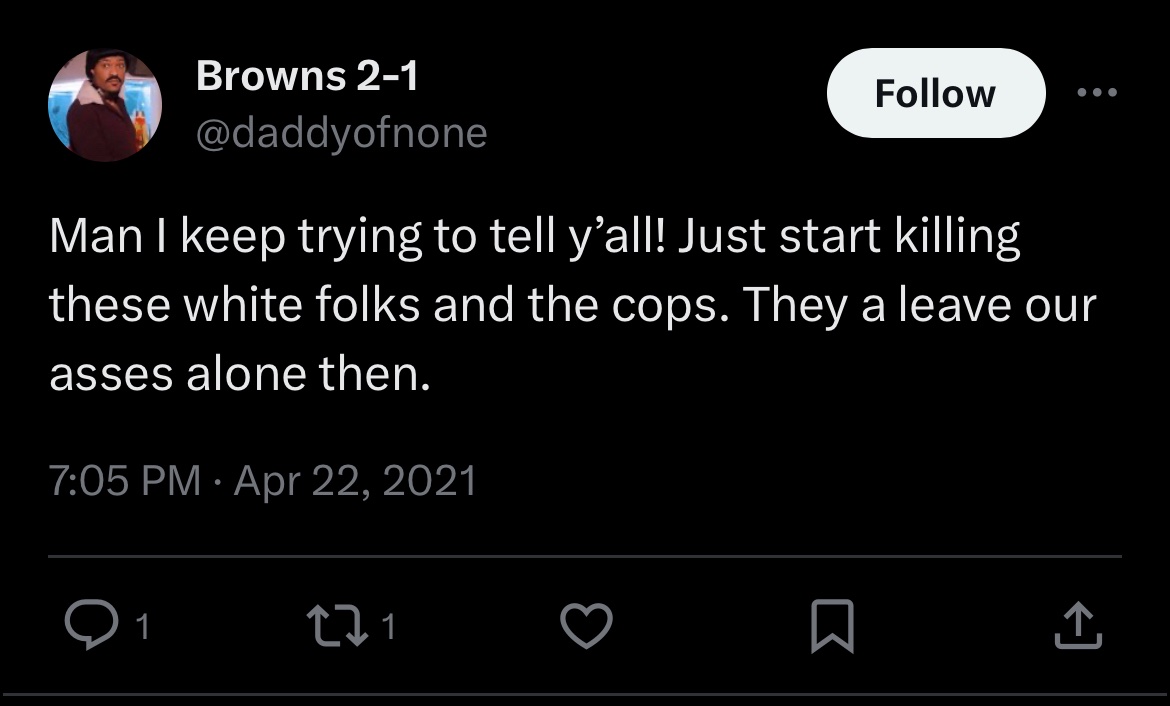 Browns 2-1
@daddyofnone
Follow
Man I keep trying to tell y’all! Just start killing
these white folks and the cops. They a leave our
asses alone then.
7:05 PM · Apr 22, 2021
1
1